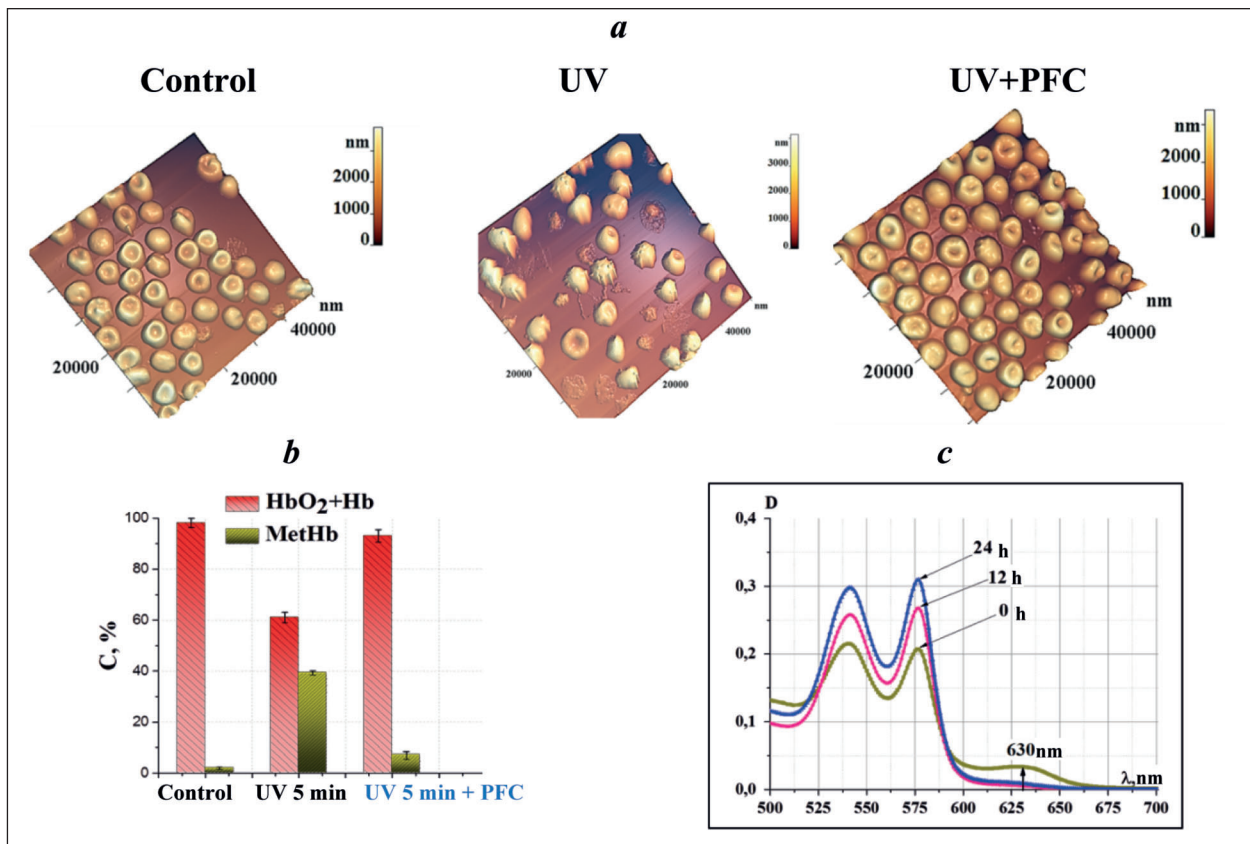 a
Control
UV
UV+PFC
nm
2000
1000
0
nm
40000
20000
20000
nm
3000
2000
1000
0
nm
40000
20000
20000
nm
2000
1000
0
nm
40000
20000
20000
b
HbO2+Hb
MetHb
C, %
100
80
60
40
20
0
Control
UV 5 min
UV 5 min + PFC
c
D
0,4
0,3
0,2
0,1
0,0
24 h
12 h
0 h
630nm
λ,nm
500
525
550
575
600
625
650
675
700